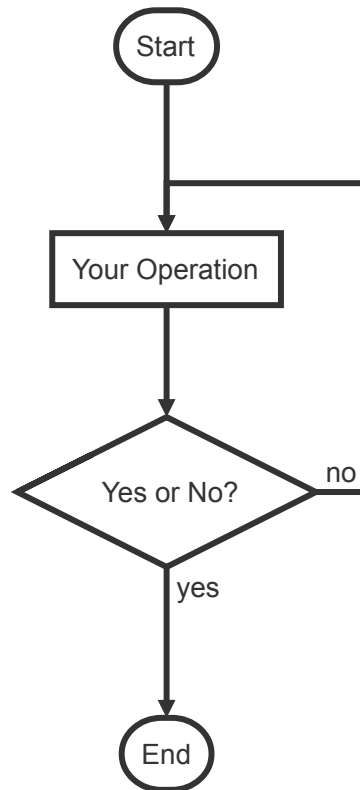 Start
Your Operation
Yes or No?
no
yes
End